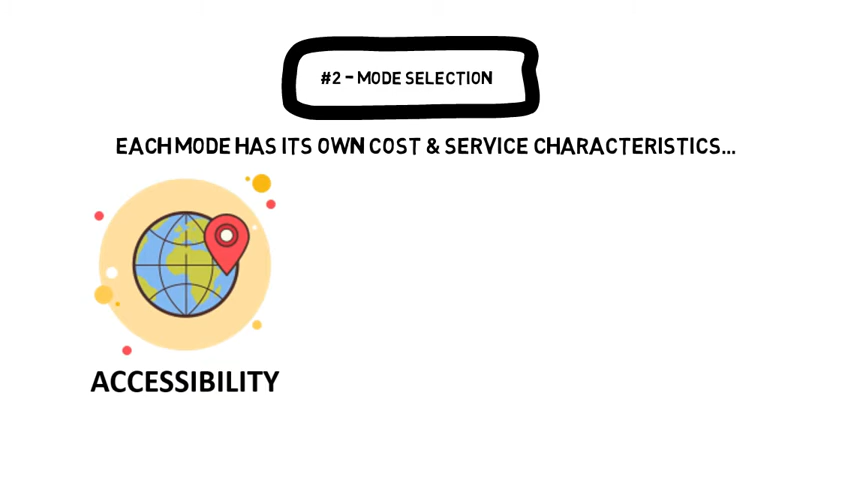 #2 - MODE SELECTION
EACH MODE HAS ITS OWN COST & SERVICE CHARACTERISTICS...
ACCESSIBILITY